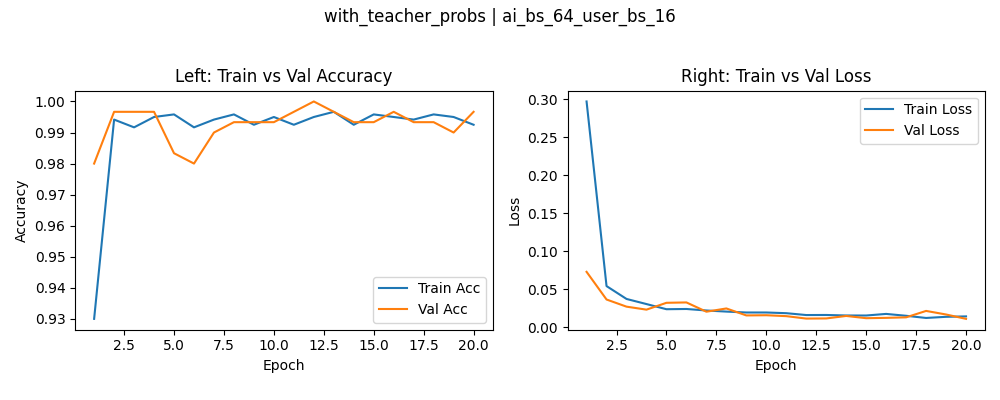 with_teacher_probs | ai_bs_64_user_bs_16
Left: Train vs Val Accuracy
1.00
0.99
0.98
0.97
0.96
0.95
0.94
0.93
Accuracy
2.5 5.0 7.5 10.0 12.5 15.0 17.5 20.0
Epoch
Train Acc
Val Acc
Right: Train vs Val Loss
0.30
0.25
0.20
0.15
0.10
0.05
0.00
Loss
2.5 5.0 7.5 10.0 12.5 15.0 17.5 20.0
Epoch
Train Loss
Val Loss